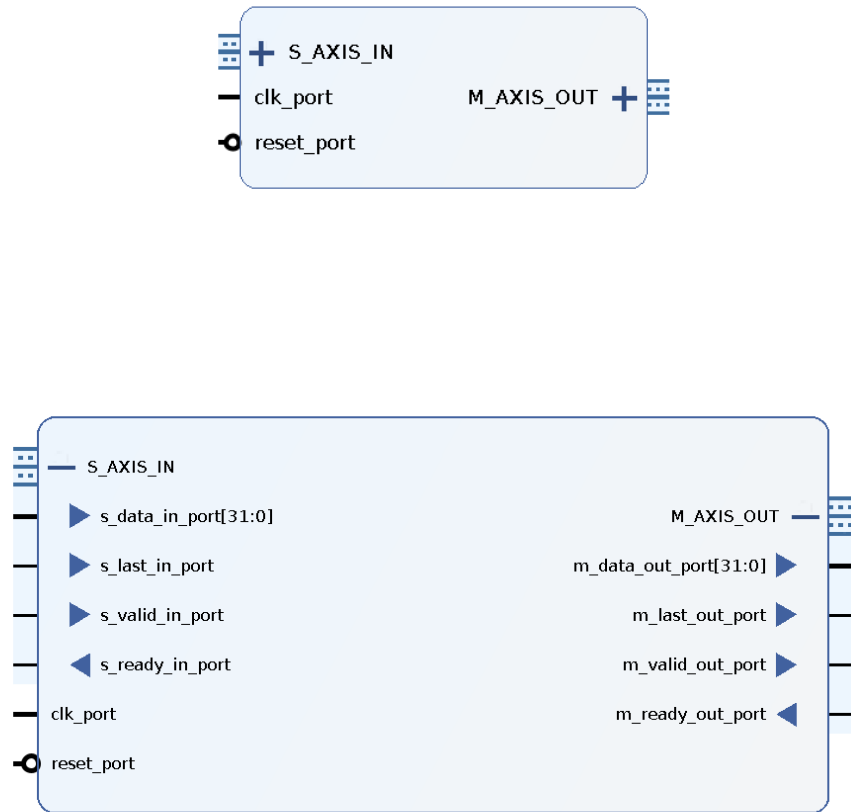 S_AXIS_IN
clk_port
M_AXIS_OUT
reset_port
S_AXIS_IN
s_data_in_port[31:0]
M_AXIS_OUT
s_last_in_port
m_data_out_port[31:0]
s_valid_in_port
m_last_out_port
s_ready_in_port
m_valid_out_port
clk_port
m_ready_out_port
reset_port